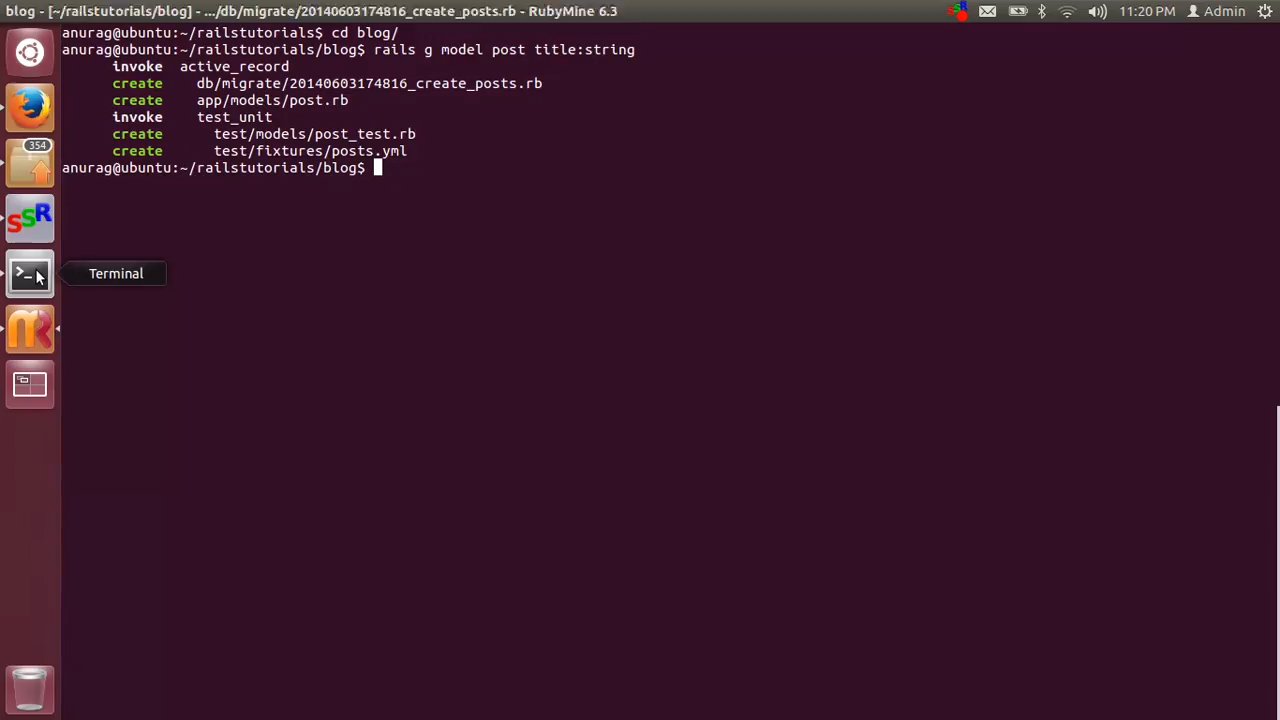 blog - [~/railstutorials/blog] - .../db/migrate/20140603174816_create_posts.rb - RubyMine 6.3
11:20 PM Admin
anurag@ubuntu:~/railstutorials$ cd blog/
anurag@ubuntu:~/railstutorials/blog$ rails g model post title:string
invoke active_record
create db/migrate/20140603174816_create_posts.rb
create app/models/post.rb
invoke test_unit
create test/models/post_test.rb
create test/fixtures/posts.yml
anurag@ubuntu:~/railstutorials/blog$
354
SSR
>_
Terminal